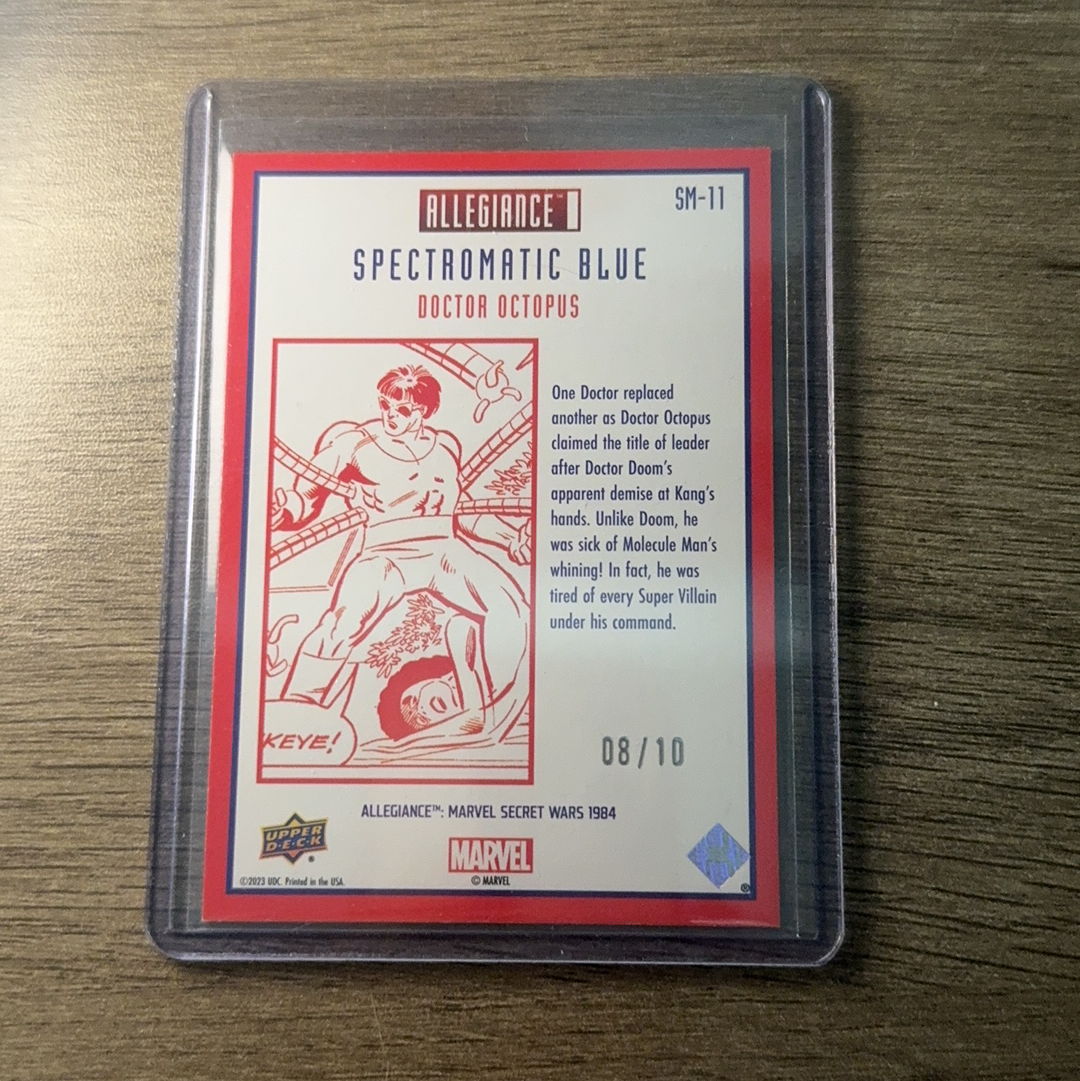 ALLEGIANCE™
SM-11
SPECTROMATIC BLUE
DOCTOR OCTOPUS
One Doctor replaced
another as Doctor Octopus
claimed the title of leader
after Doctor Doom's
apparent demise at Kang's
hands. Unlike Doom, he
was sick of Molecule Man's
whining! In fact, he was
tired of every Super Villain
under his command.
KEYE!
08/10
ALLEGIANCE™: MARVEL SECRET WARS 1984
UPPER
D·E·C·K
®
MARVEL
©2023 UDC. Printed in the USA.
© MARVEL
®